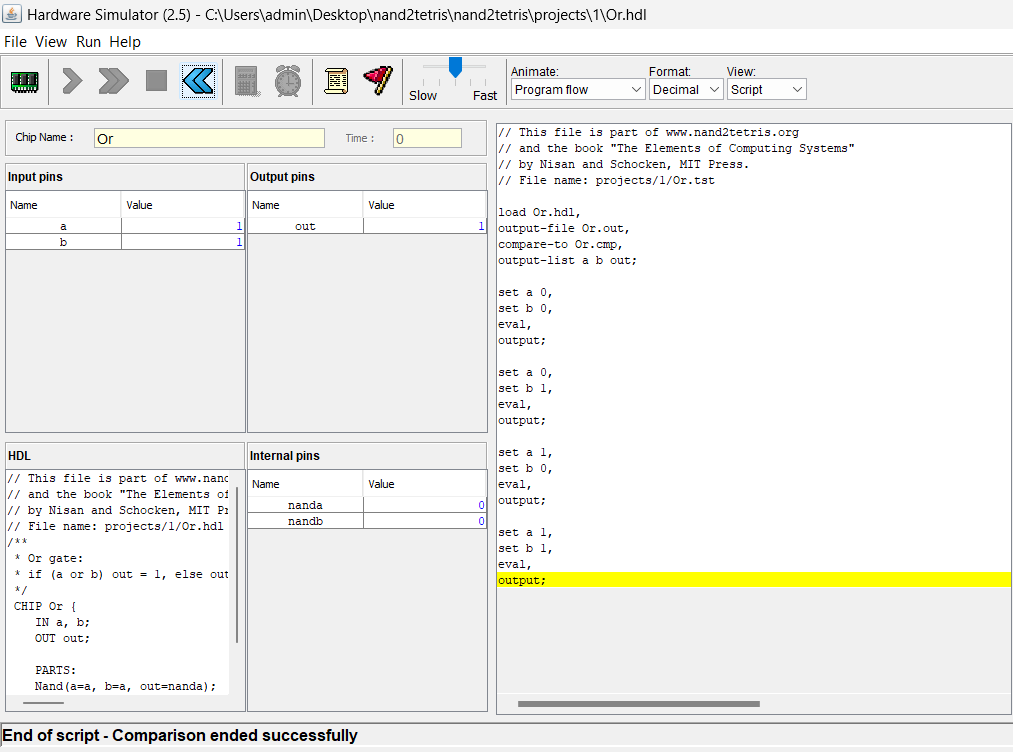 Hardware Simulator (2.5) - C:\Users\admin\Desktop\nand2tetris\nand2tetris\projects\1\Or.hdl
File View Run Help
Slow Fast
Animate: Format: View:
Program flow Decimal Script
Chip Name : Or Time : 0
Input pins
Name Value
a 1
b 1
Output pins
Name Value
out 1
HDL
// This file is part of www.nand
// and the book "The Elements of
// by Nisan and Schocken, MIT Pr
// File name: projects/1/Or.hdl
/**
* Or gate:
* if (a or b) out = 1, else out
*/
CHIP Or {
IN a, b;
OUT out;
PARTS:
Nand(a=a, b=a, out=nanda);
Internal pins
Name Value
nanda 0
nandb 0
// This file is part of www.nand2tetris.org
// and the book "The Elements of Computing Systems"
// by Nisan and Schocken, MIT Press.
// File name: projects/1/Or.tst
load Or.hdl,
output-file Or.out,
compare-to Or.cmp,
output-list a b out;
set a 0,
set b 0,
eval,
output;
set a 0,
set b 1,
eval,
output;
set a 1,
set b 0,
eval,
output;
set a 1,
set b 1,
eval,
output;
End of script - Comparison ended successfully